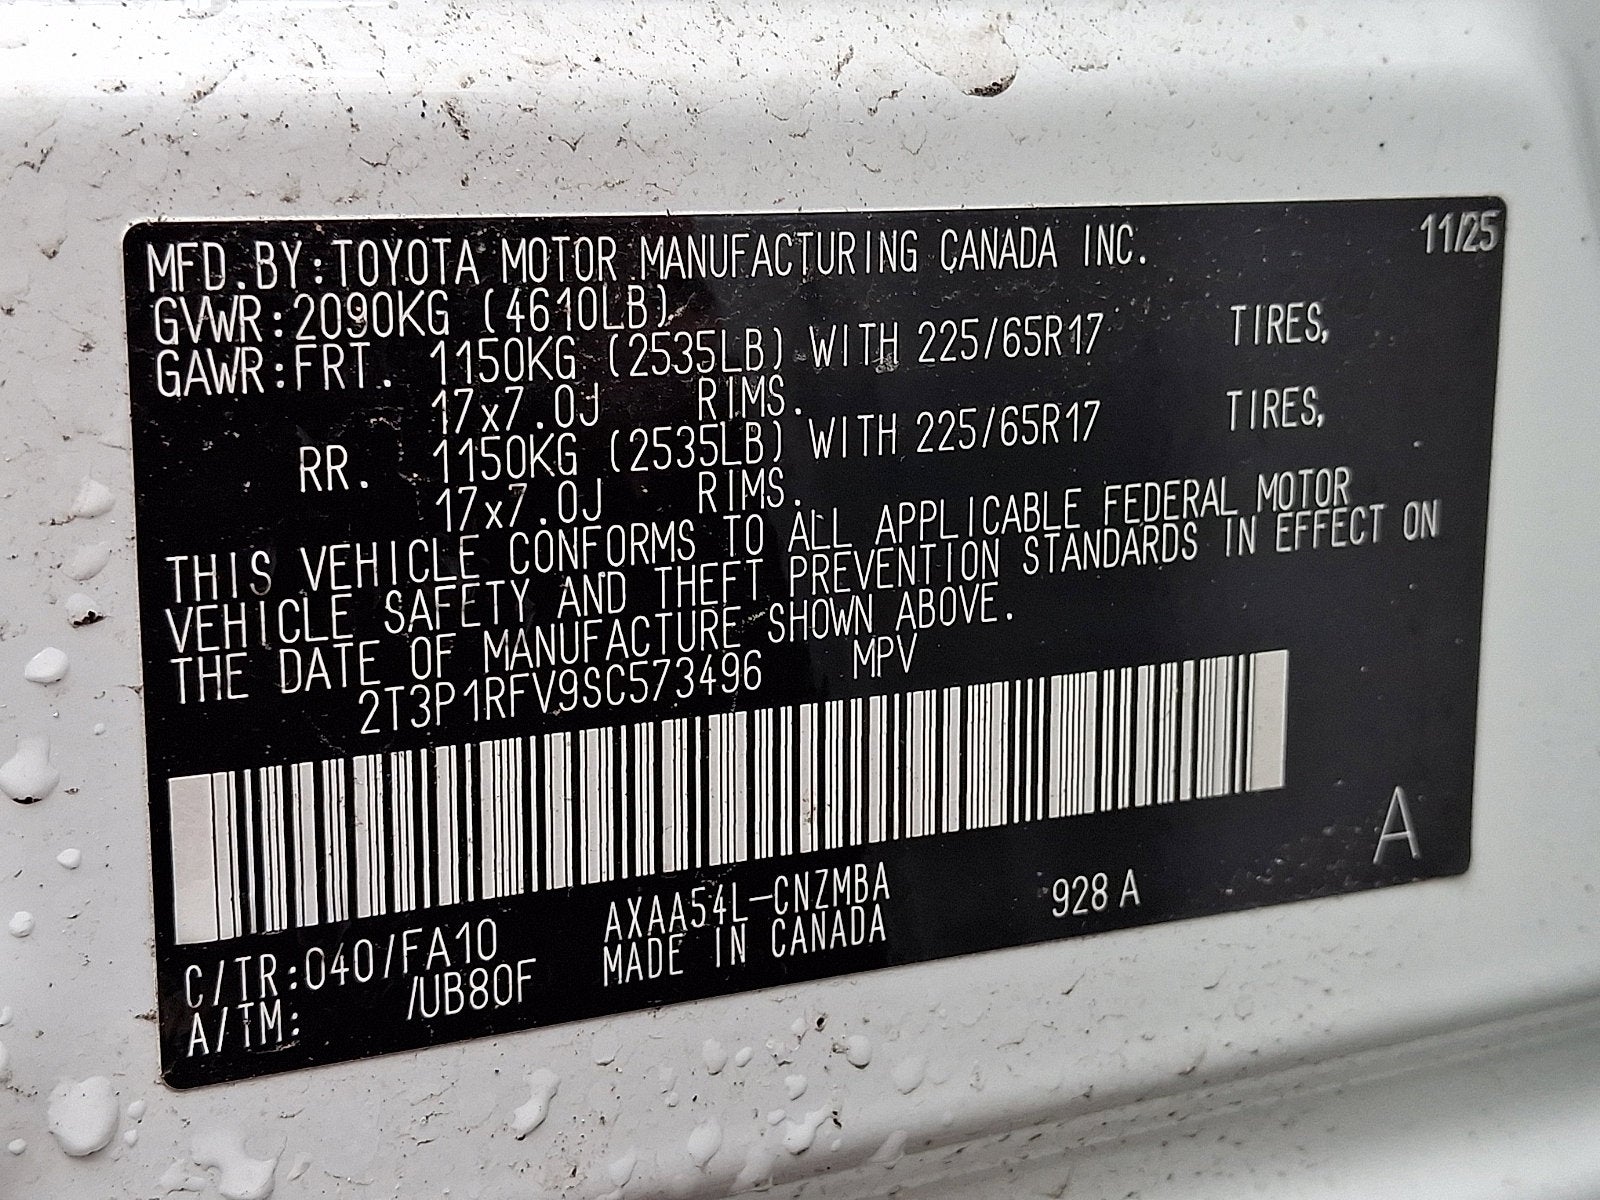 MFD.BY:TOYOTA MOTOR MANUFACTURING CANADA INC. 11/25
GVWR:2090KG (4610LB)
GAWR:FRT. 1150KG (2535LB) WITH 225/65R17 TIRES,
17x7.0J RIMS.
RR. 1150KG (2535LB) WITH 225/65R17 TIRES,
17x7.0J RIMS.
THIS VEHICLE CONFORMS TO ALL APPLICABLE FEDERAL MOTOR
VEHICLE SAFETY AND THEFT PREVENTION STANDARDS IN EFFECT ON
THE DATE OF MANUFACTURE SHOWN ABOVE.
2T3P1RFV9SC573496 MPV
A
C/TR:040/FA10 AXAA54L-CNZMBA 928 A
A/TM: /UB80F MADE IN CANADA